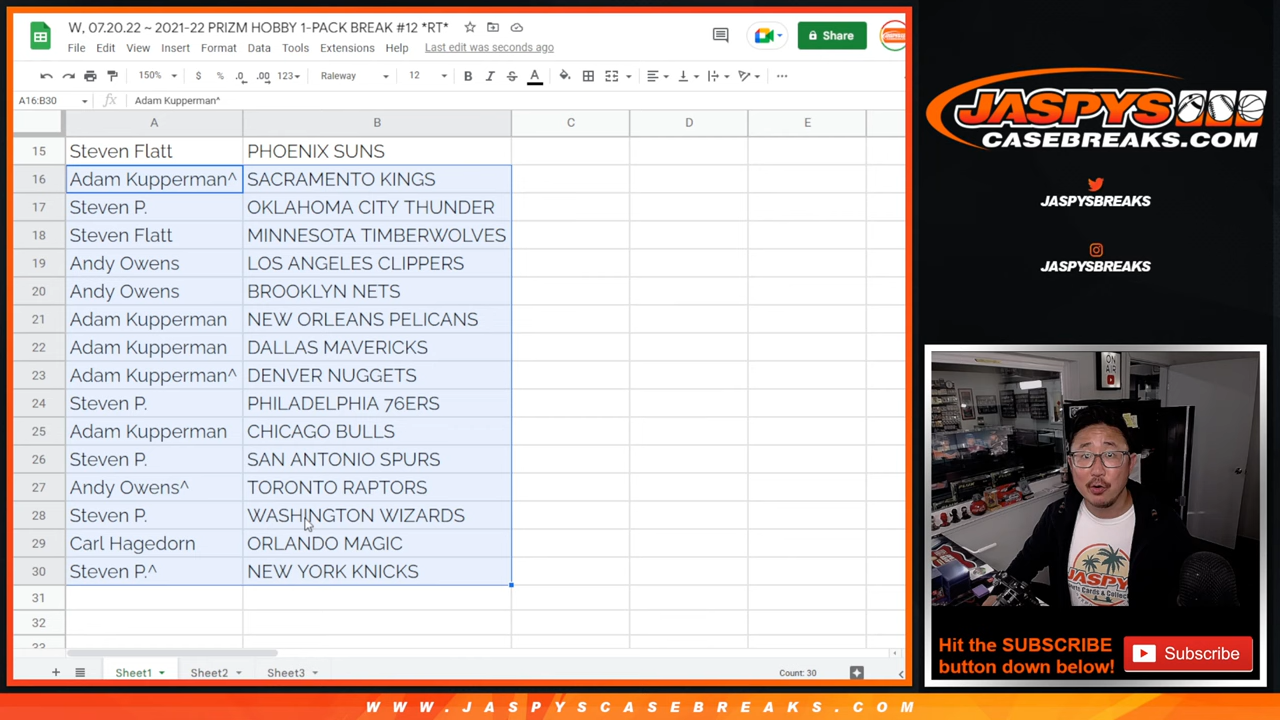 W, 07.20.22 ~ 2021-22 PRIZM HOBBY 1-PACK BREAK #12 *RT*
File Edit View Insert Format Data Tools Extensions Help Last edit was seconds ago
Share
150% $ % .0 .00 123 Raleway 12 B I S A
A16:B30 fx Adam Kupperman^
A B C D E
15 Steven Flatt PHOENIX SUNS
16 Adam Kupperman^ SACRAMENTO KINGS
17 Steven P. OKLAHOMA CITY THUNDER
18 Steven Flatt MINNESOTA TIMBERWOLVES
19 Andy Owens LOS ANGELES CLIPPERS
20 Andy Owens BROOKLYN NETS
21 Adam Kupperman NEW ORLEANS PELICANS
22 Adam Kupperman DALLAS MAVERICKS
23 Adam Kupperman^ DENVER NUGGETS
24 Steven P. PHILADELPHIA 76ERS
25 Adam Kupperman CHICAGO BULLS
26 Steven P. SAN ANTONIO SPURS
27 Andy Owens^ TORONTO RAPTORS
28 Steven P. WASHINGTON WIZARDS
29 Carl Hagedorn ORLANDO MAGIC
30 Steven P.^ NEW YORK KNICKS
31
32
33
Sheet1 Sheet2 Sheet3 Count: 30
JASPYS
CASEBREAKS.COM
JASPYSBREAKS
JASPYSBREAKS
ON AIR
JASPYS
Hit the SUBSCRIBE
button down below!
Subscribe
WWW.JASPYSCASEBREAKS.COM